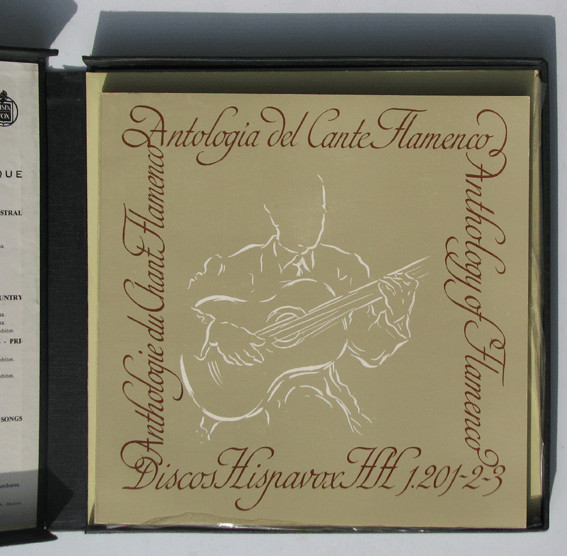 Antologia del Cante Flamenco
Anthology of Flamenco
Anthologie du Chant Flamenco
Discos Hispavox HH 1.201-2-3
QUE
STRAL
UNTRY
- PRI
SONGS